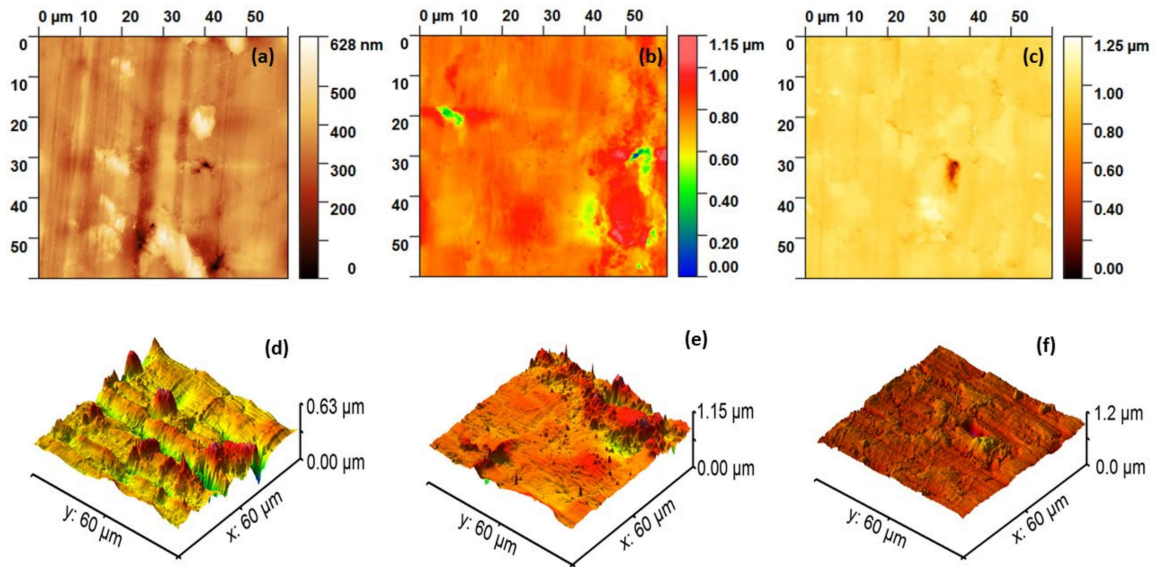 0 µm 10 20 30 40 50
0
10
20
30
40
50
(a)
628 nm
500
400
300
200
0
0 µm 10 20 30 40 50
0
10
20
30
40
50
(b)
1.15 µm
1.00
0.80
0.60
0.40
0.20
0.00
0 µm 10 20 30 40 50
0
10
20
30
40
50
(c)
1.25 µm
1.00
0.80
0.60
0.40
0.00
(d)
0.63 µm
0.00 µm
y: 60 µm
x: 60 µm
(e)
1.15 µm
0.00 µm
y: 60 µm
x: 60 µm
(f)
1.2 µm
0.0 µm
y: 60 µm
x: 60 µm